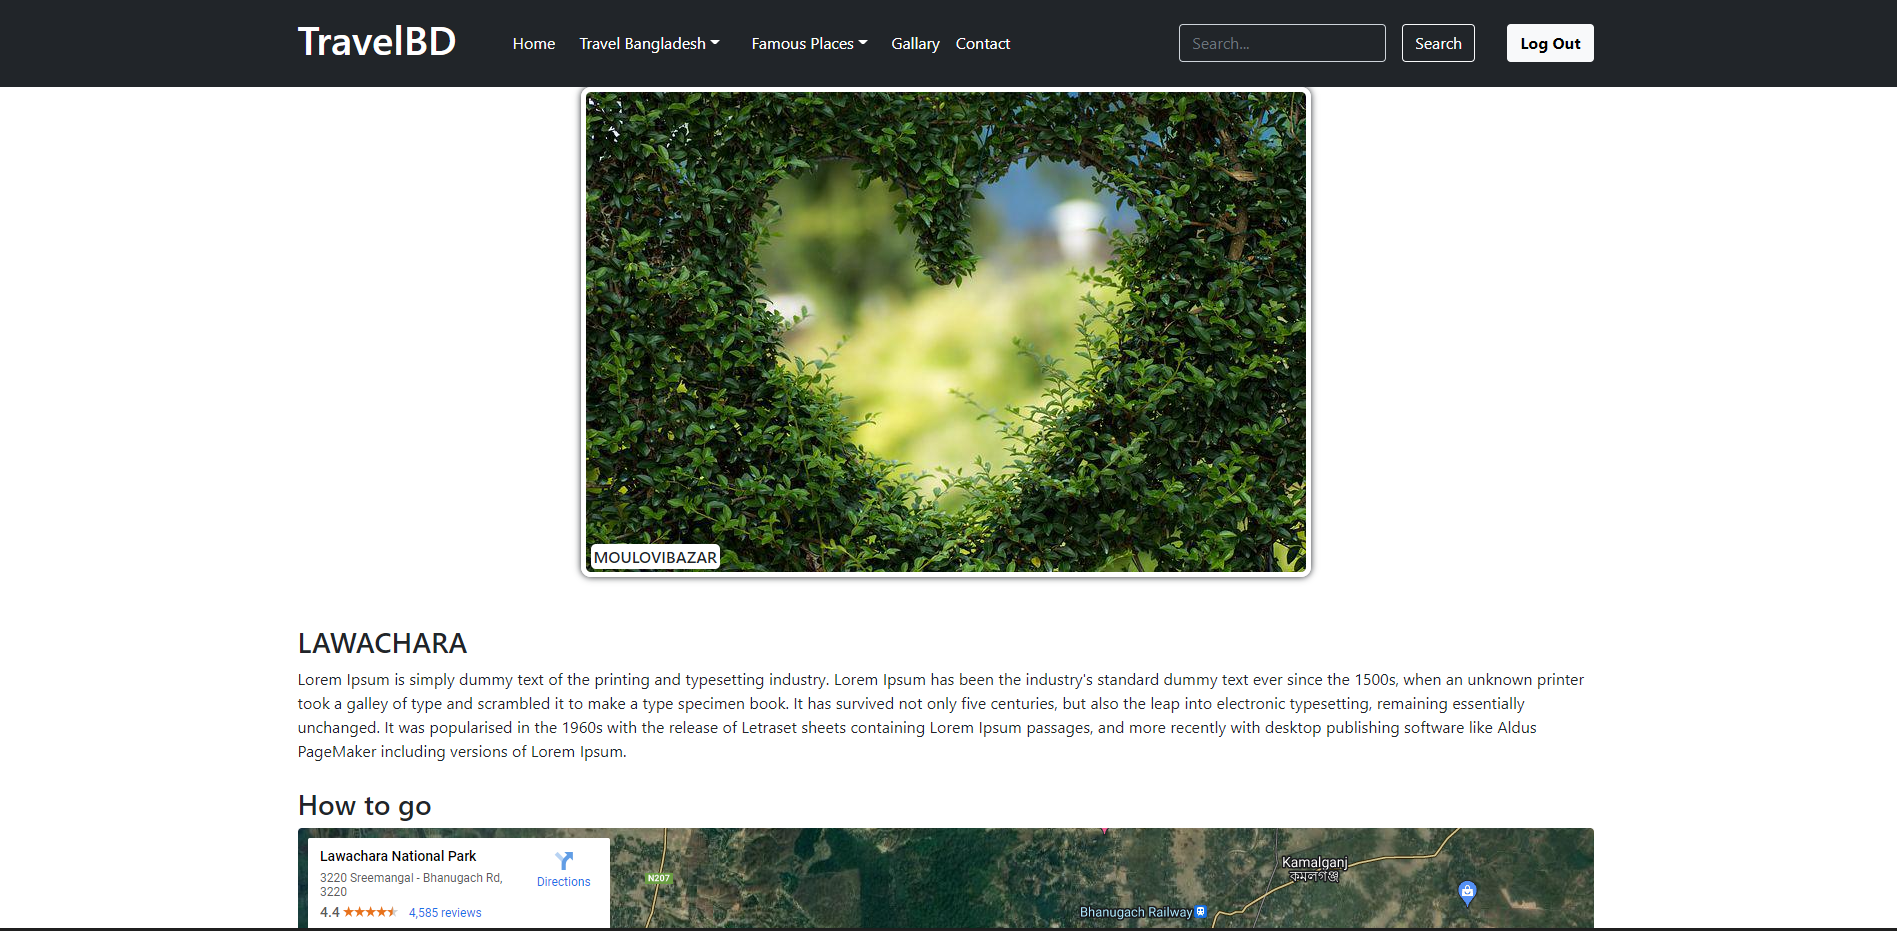 TravelBD
Home Travel Bangladesh Famous Places Gallary Contact Search... Search Log Out
MOULOVIBAZAR
LAWACHARA
Lorem Ipsum is simply dummy text of the printing and typesetting industry. Lorem Ipsum has been the industry's standard dummy text ever since the 1500s, when an unknown printer
took a galley of type and scrambled it to make a type specimen book. It has survived not only five centuries, but also the leap into electronic typesetting, remaining essentially
unchanged. It was popularised in the 1960s with the release of Letraset sheets containing Lorem Ipsum passages, and more recently with desktop publishing software like Aldus
PageMaker including versions of Lorem Ipsum.
How to go
Lawachara National Park
3220 Sreemangal - Bhanugach Rd,
3220
Directions
4.4 4,585 reviews
N207
Kamalganj
কমলগঞ্জ
Bhanugach Railway